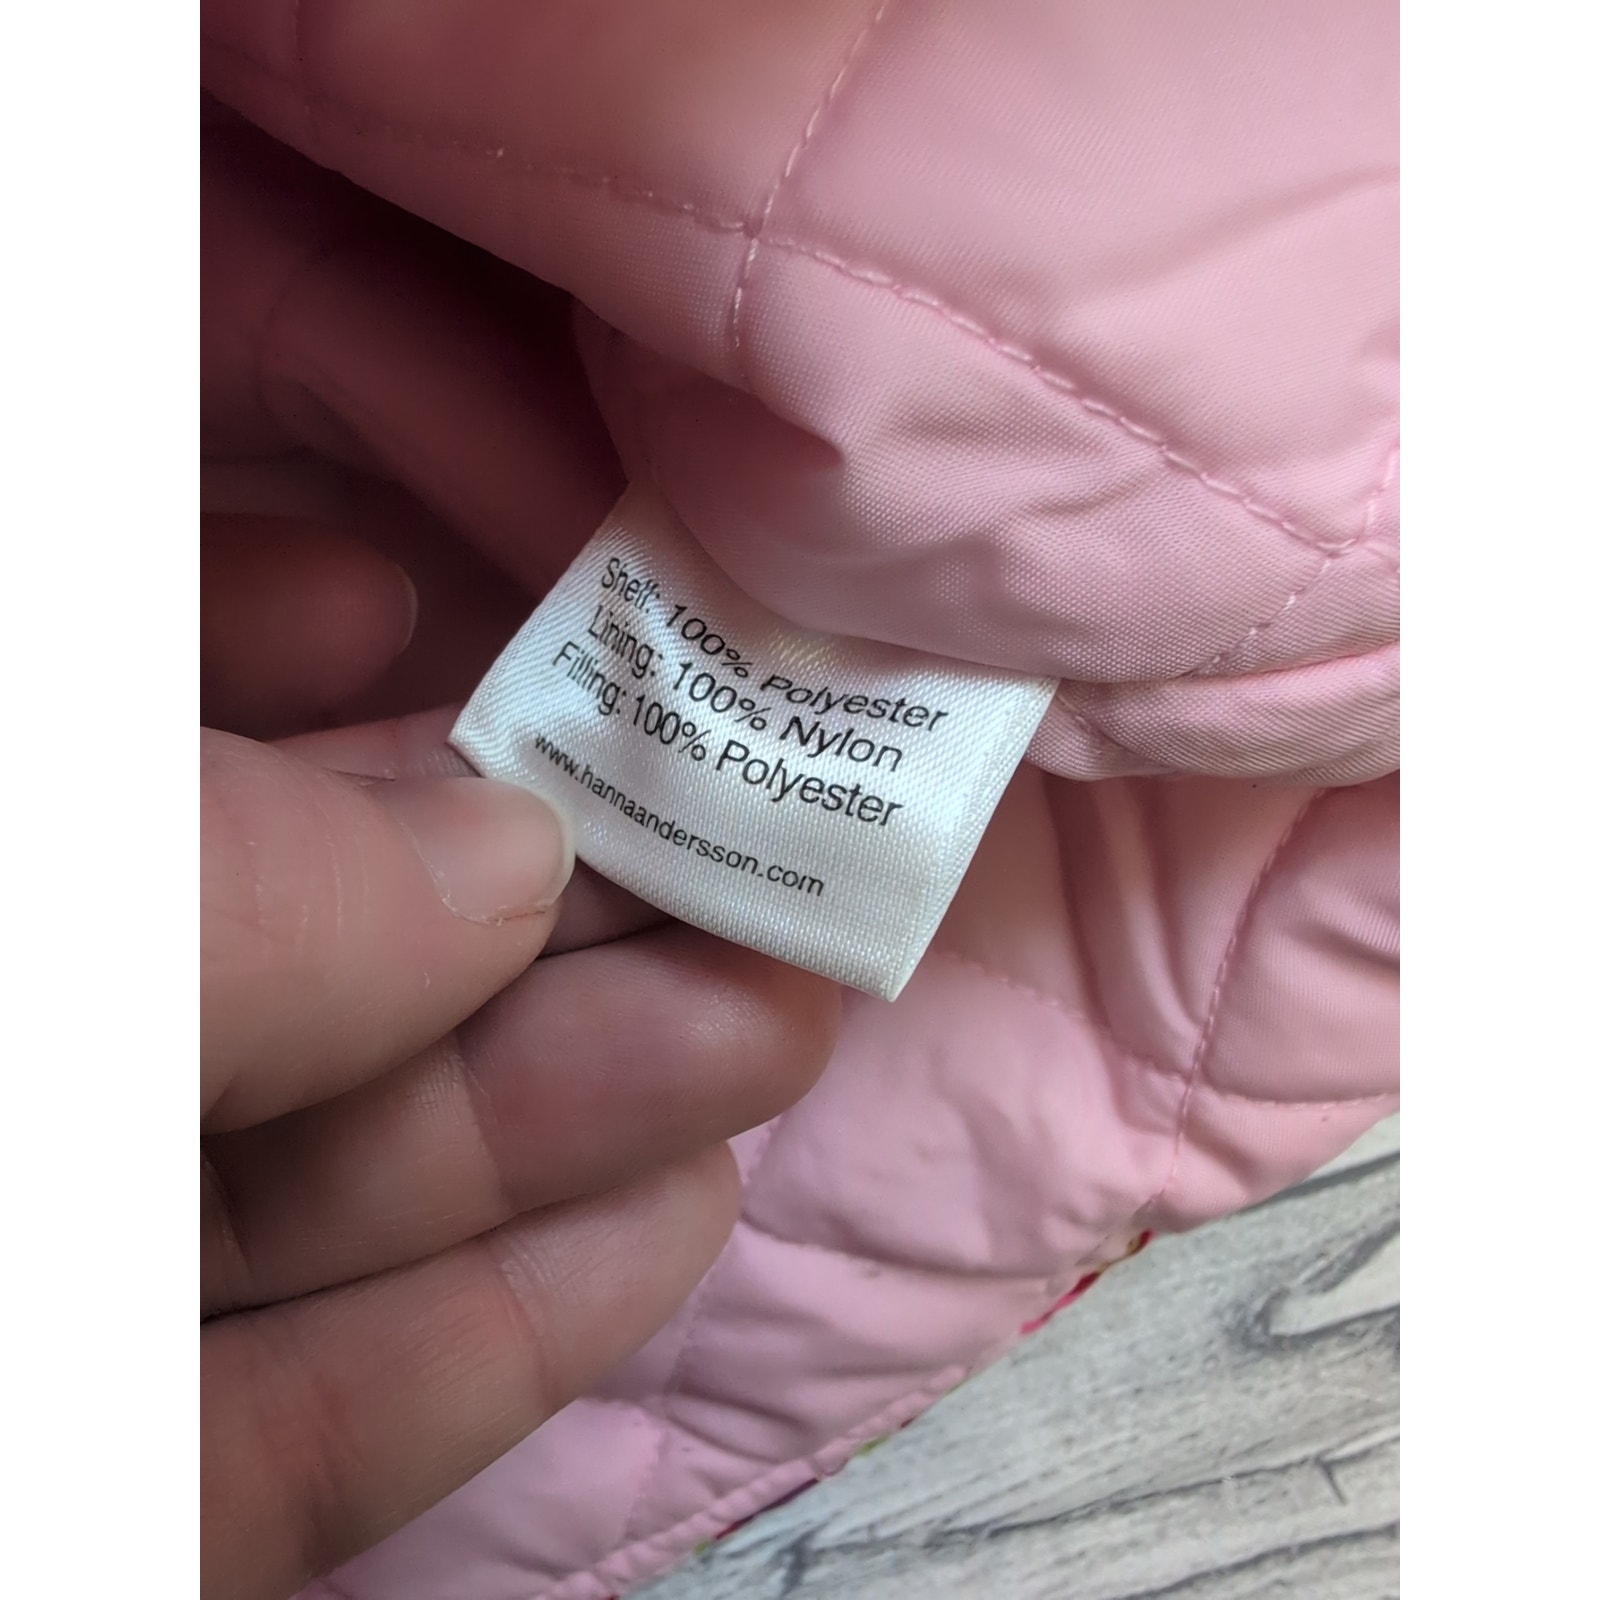 Shell: 100% Polyester
Lining: 100% Nylon
Filling: 100% Polyester
www.hannaandersson.com